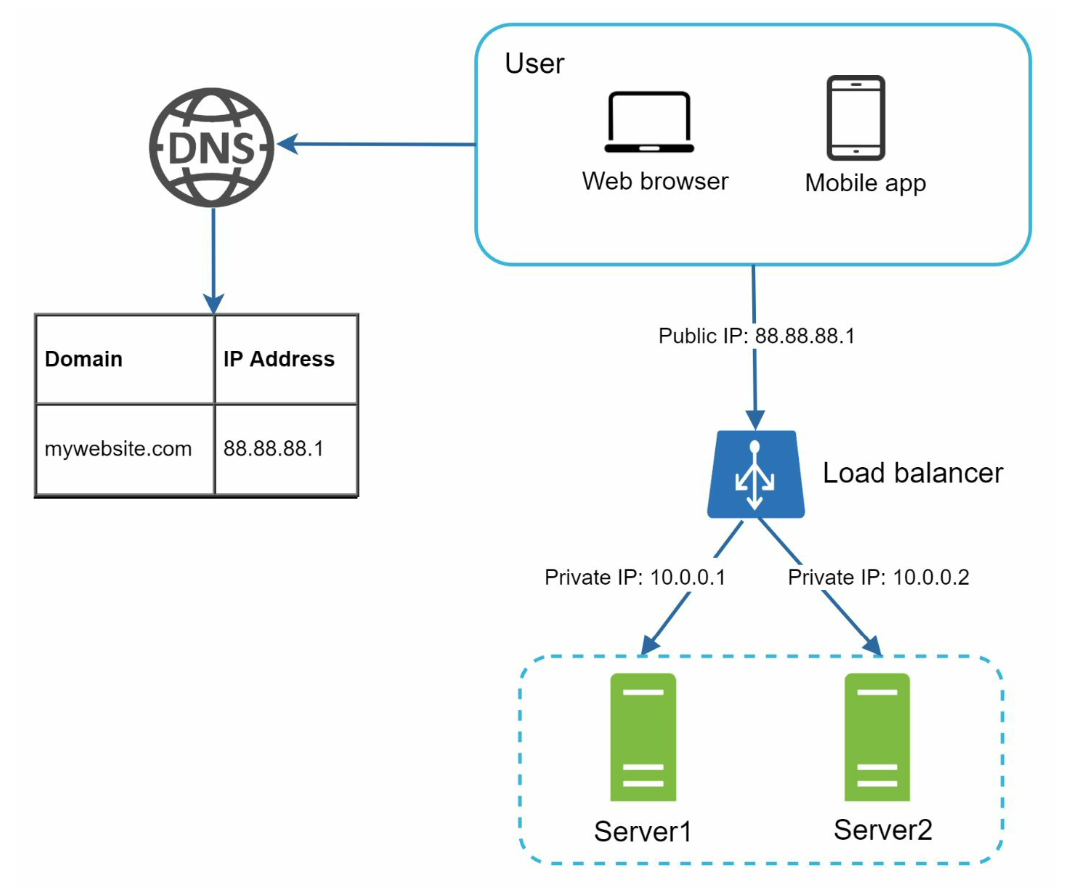 User
DNS
Web browser
Mobile app
Domain
IP Address
mywebsite.com
88.88.88.1
Public IP: 88.88.88.1
Load balancer
Private IP: 10.0.0.1
Private IP: 10.0.0.2
Server1
Server2